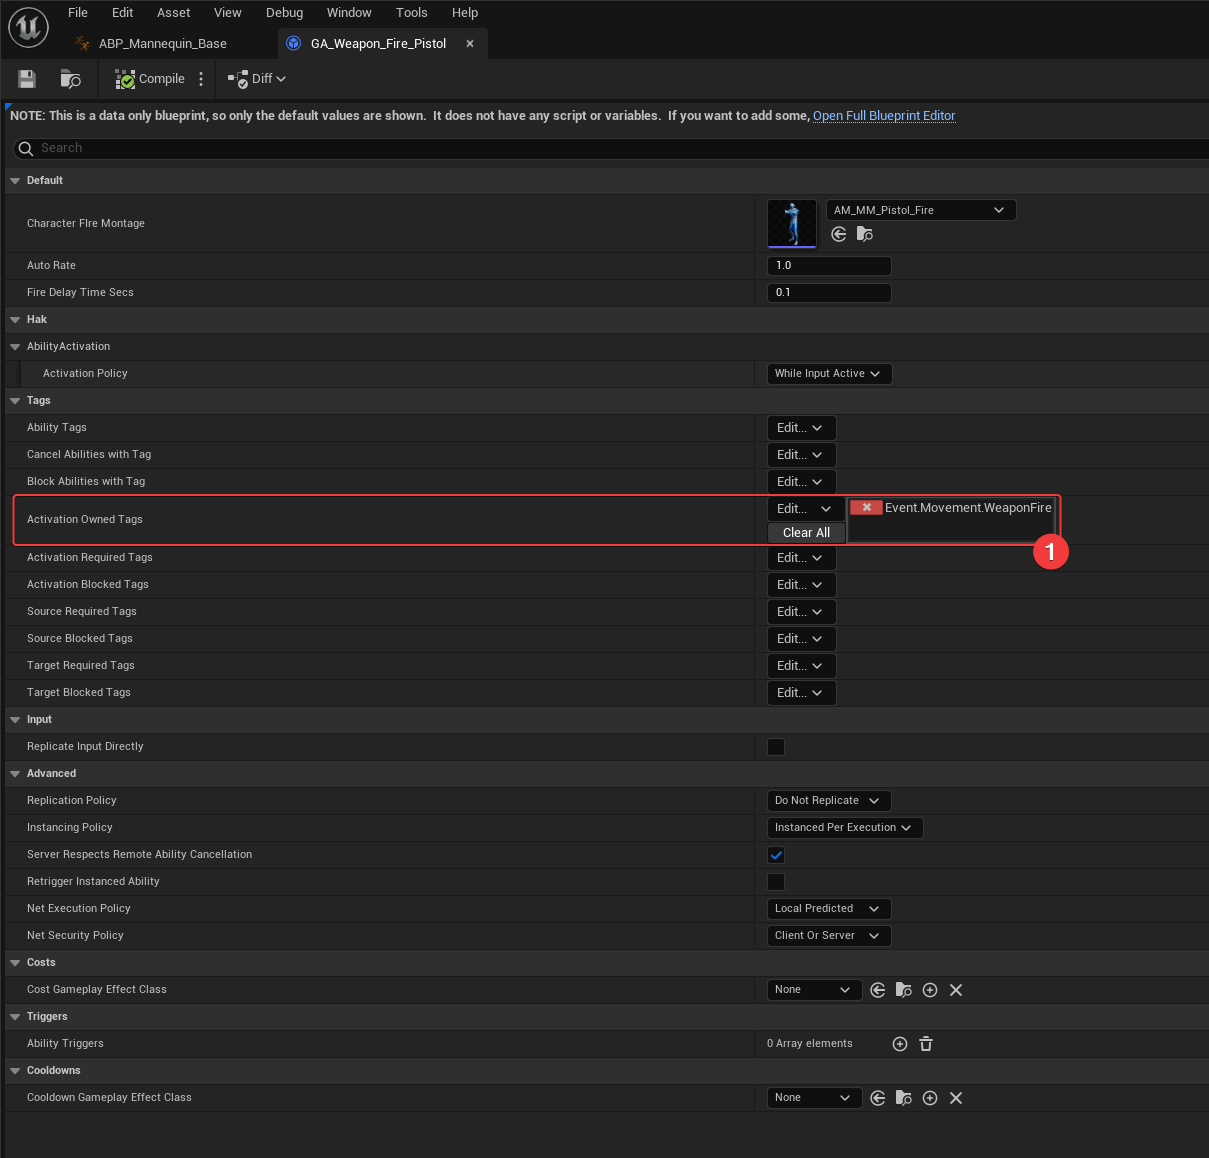 File Edit Asset View Debug Window Tools Help
ABP_Mannequin_Base GA_Weapon_Fire_Pistol
Compile Diff
NOTE: This is a data only blueprint, so only the default values are shown. It does not have any script or variables. If you want to add some, Open Full Blueprint Editor
Search
Default
Character FIre Montage AM_MM_Pistol_Fire
Auto Rate 1.0
Fire Delay Time Secs 0.1
Hak
AbilityActivation
Activation Policy While Input Active
Tags
Ability Tags Edit...
Cancel Abilities with Tag Edit...
Block Abilities with Tag Edit...
Activation Owned Tags Edit... Event.Movement.WeaponFire
Clear All
1
Activation Required Tags Edit...
Activation Blocked Tags Edit...
Source Required Tags Edit...
Source Blocked Tags Edit...
Target Required Tags Edit...
Target Blocked Tags Edit...
Input
Replicate Input Directly
Advanced
Replication Policy Do Not Replicate
Instancing Policy Instanced Per Execution
Server Respects Remote Ability Cancellation
Retrigger Instanced Ability
Net Execution Policy Local Predicted
Net Security Policy Client Or Server
Costs
Cost Gameplay Effect Class None
Triggers
Ability Triggers 0 Array elements
Cooldowns
Cooldown Gameplay Effect Class None